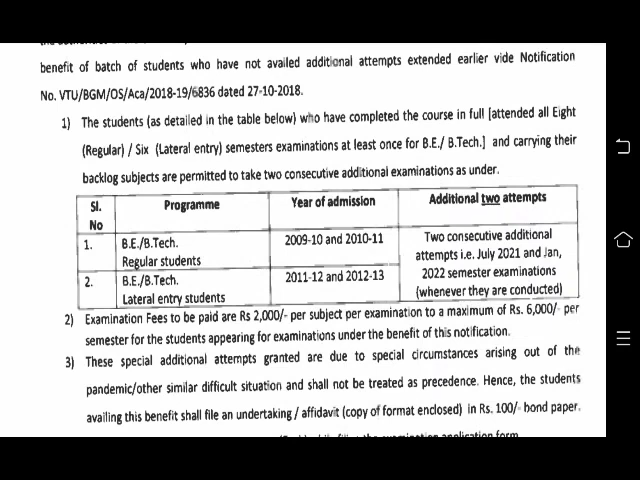 benefit of batch of students who have not availed additional attempts extended earlier vide Notification
No. VTU/BGM/OS/Aca/2018-19/6836 dated 27-10-2018.
1) The students (as detailed in the table below) who have completed the course in full [attended all Eight
(Regular) / Six (Lateral entry) semesters examinations at least once for B.E./ B.Tech.] and carrying their
backlog subjects are permitted to take two consecutive additional examinations as under.
Sl. No Programme Year of admission Additional two attempts
1. B.E./B.Tech. Regular students 2009-10 and 2010-11 Two consecutive additional attempts i.e. July 2021 and Jan, 2022 semester examinations (whenever they are conducted)
2. B.E./B.Tech. Lateral entry students 2011-12 and 2012-13
2) Examination Fees to be paid are Rs 2,000/- per subject per examination to a maximum of Rs. 6,000/- per
semester for the students appearing for examinations under the benefit of this notification.
3) These special additional attempts granted are due to special circumstances arising out of the
pandemic/other similar difficult situation and shall not be treated as precedence. Hence, the students
availing this benefit shall file an undertaking / affidavit (copy of format enclosed) in Rs. 100/- bond paper.
the examination application form